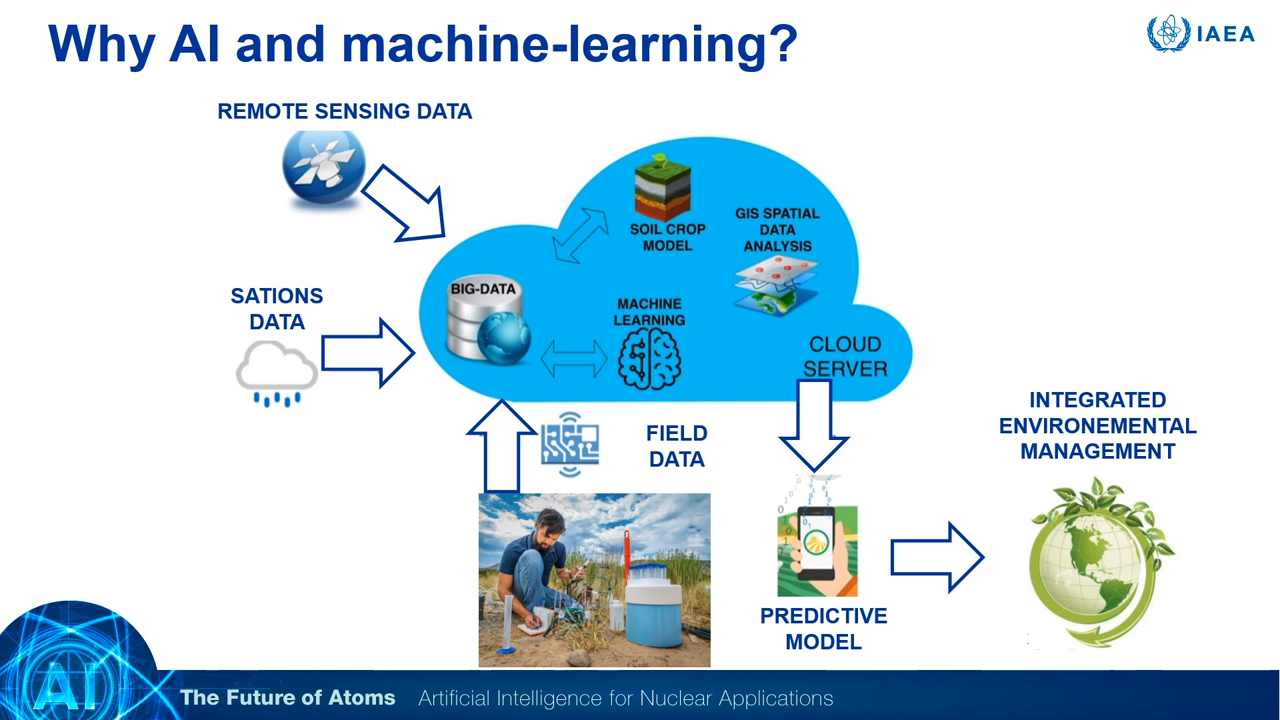 Why AI and machine-learning?
IAEA
REMOTE SENSING DATA
SATIONS
DATA
BIG-DATA
SOIL CROP
MODEL
GIS SPATIAL
DATA
ANALYSIS
MACHINE
LEARNING
CLOUD
SERVER
FIELD
DATA
PREDICTIVE
MODEL
INTEGRATED
ENVIRONEMENTAL
MANAGEMENT
AI
The Future of Atoms Artificial Intelligence for Nuclear Applications